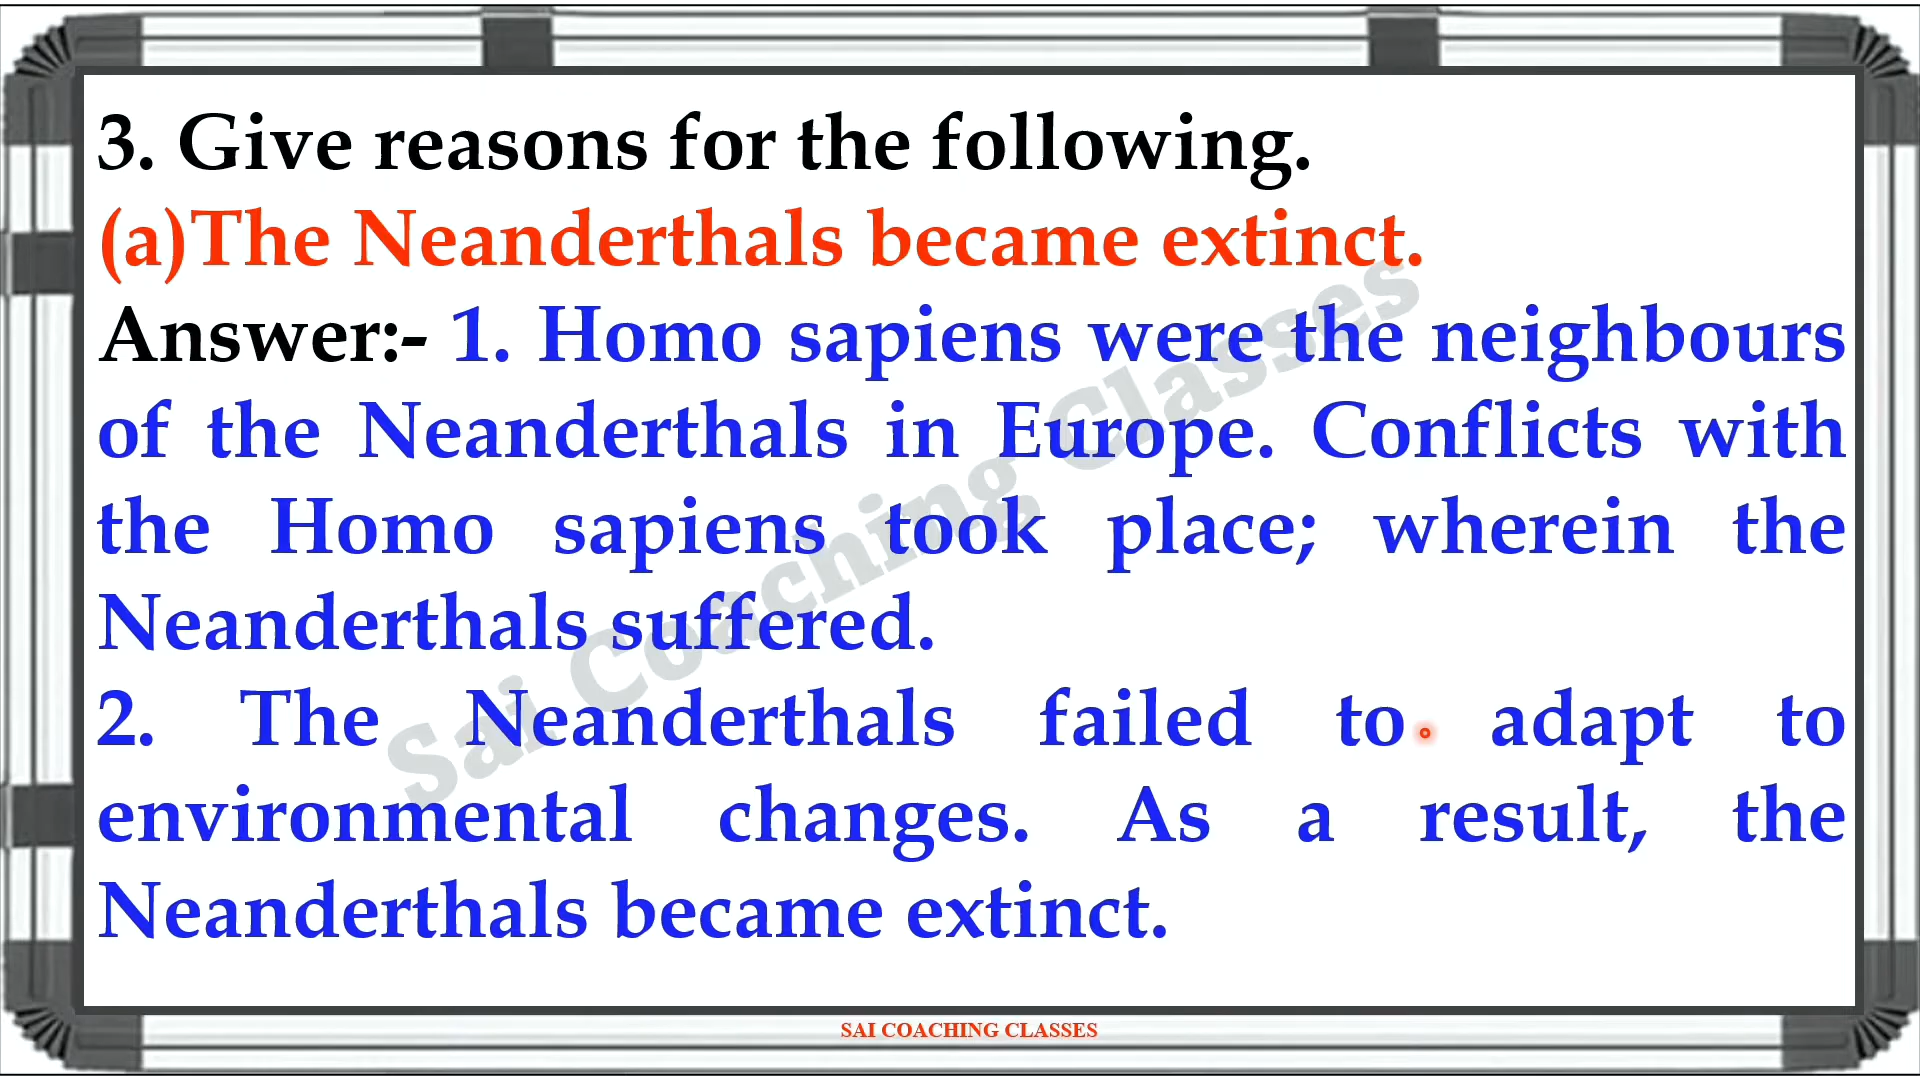 3. Give reasons for the following.
(a)The Neanderthals became extinct.
Answer:- 1. Homo sapiens were the neighbours
of the Neanderthals in Europe. Conflicts with
the Homo sapiens took place; wherein the
Neanderthals suffered.
2. The Neanderthals failed to adapt to
environmental changes. As a result, the
Neanderthals became extinct.
Sai Coaching Classes
SAI COACHING CLASSES